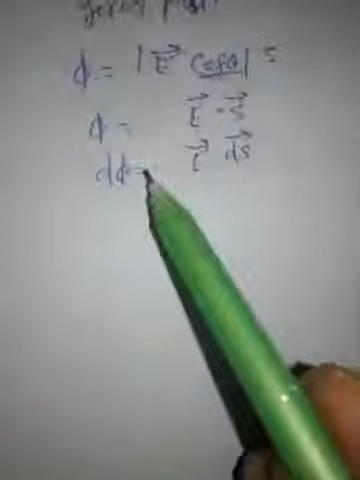 ϕ = |E⃗ cosθ| s
ϕ = E⃗ · s⃗
dϕ = E⃗ ds⃗